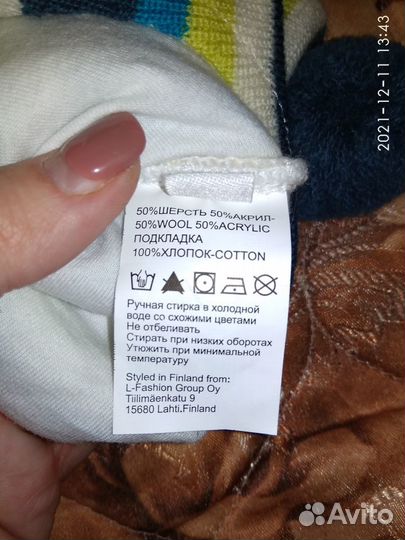 2021-12-11 13:43
50%ШЕРСТЬ 50%АКРИЛ-
50%WOOL 50%ACRYLIC
ПОДКЛАДКА
100%ХЛОПОК-COTTON
Ручная стирка в холодной
воде со схожими цветами
Не отбеливать
Стирать при низких оборотах
Утюжить при минимальной
температуру
Styled in Finland from:
L-Fashion Group Oy
Tiilimäenkatu 9
15680 Lahti.Finland
Avito